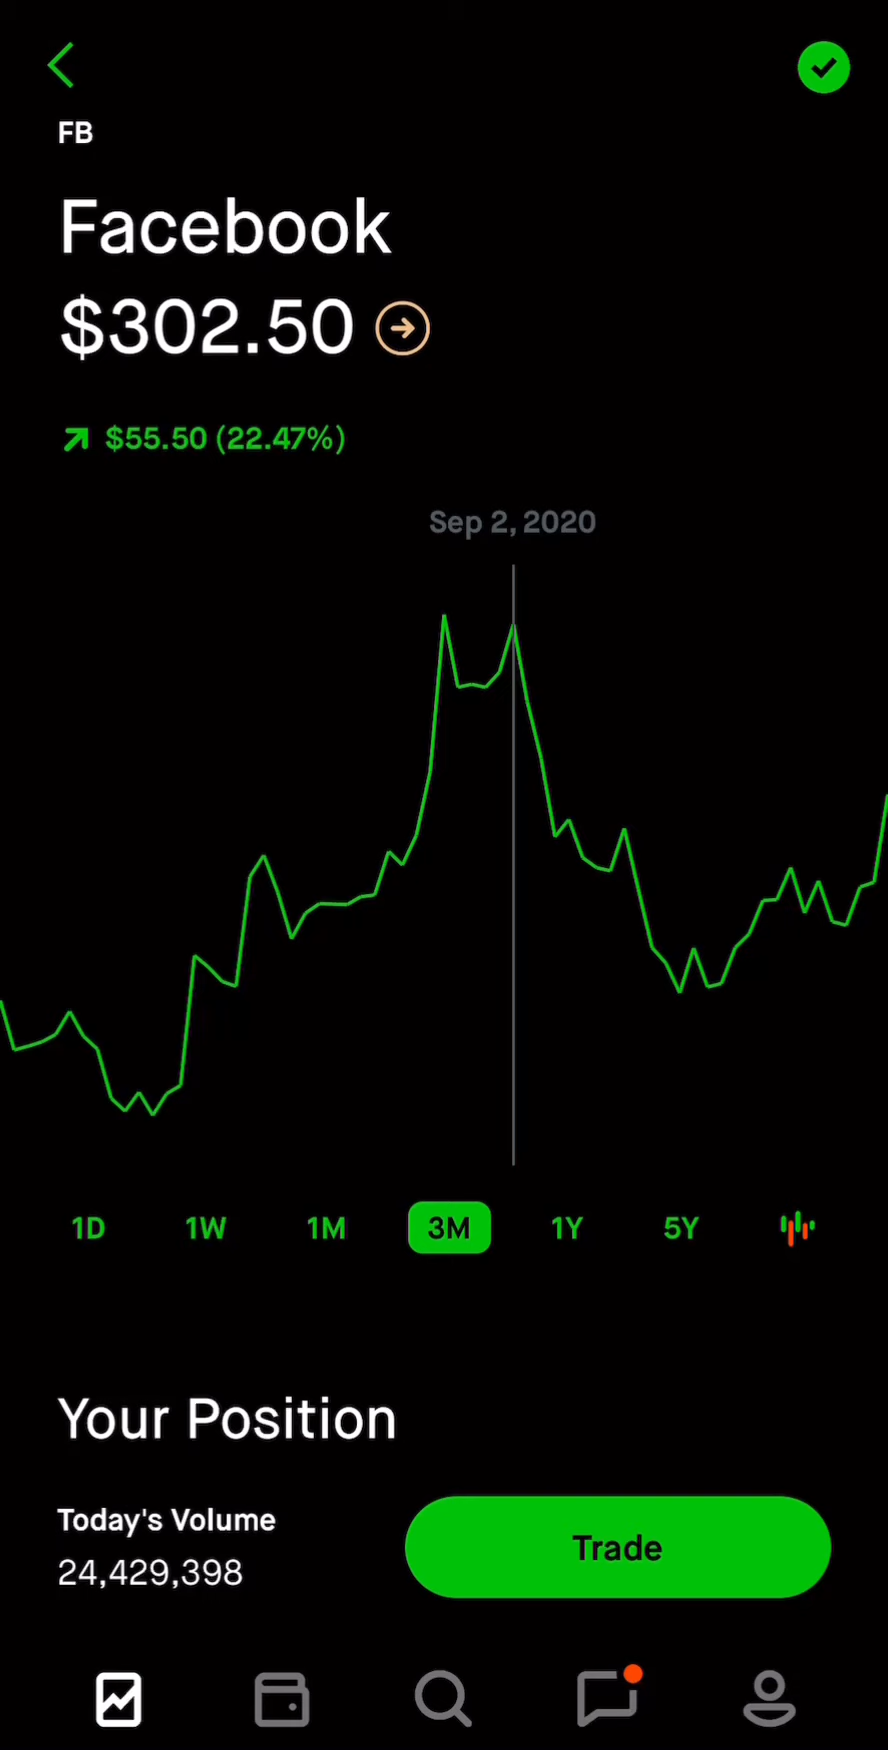 FB
Facebook
$302.50
$55.50 (22.47%)
Sep 2, 2020
1D 1W 1M 3M 1Y 5Y
Your Position
Today's Volume
24,429,398
Trade